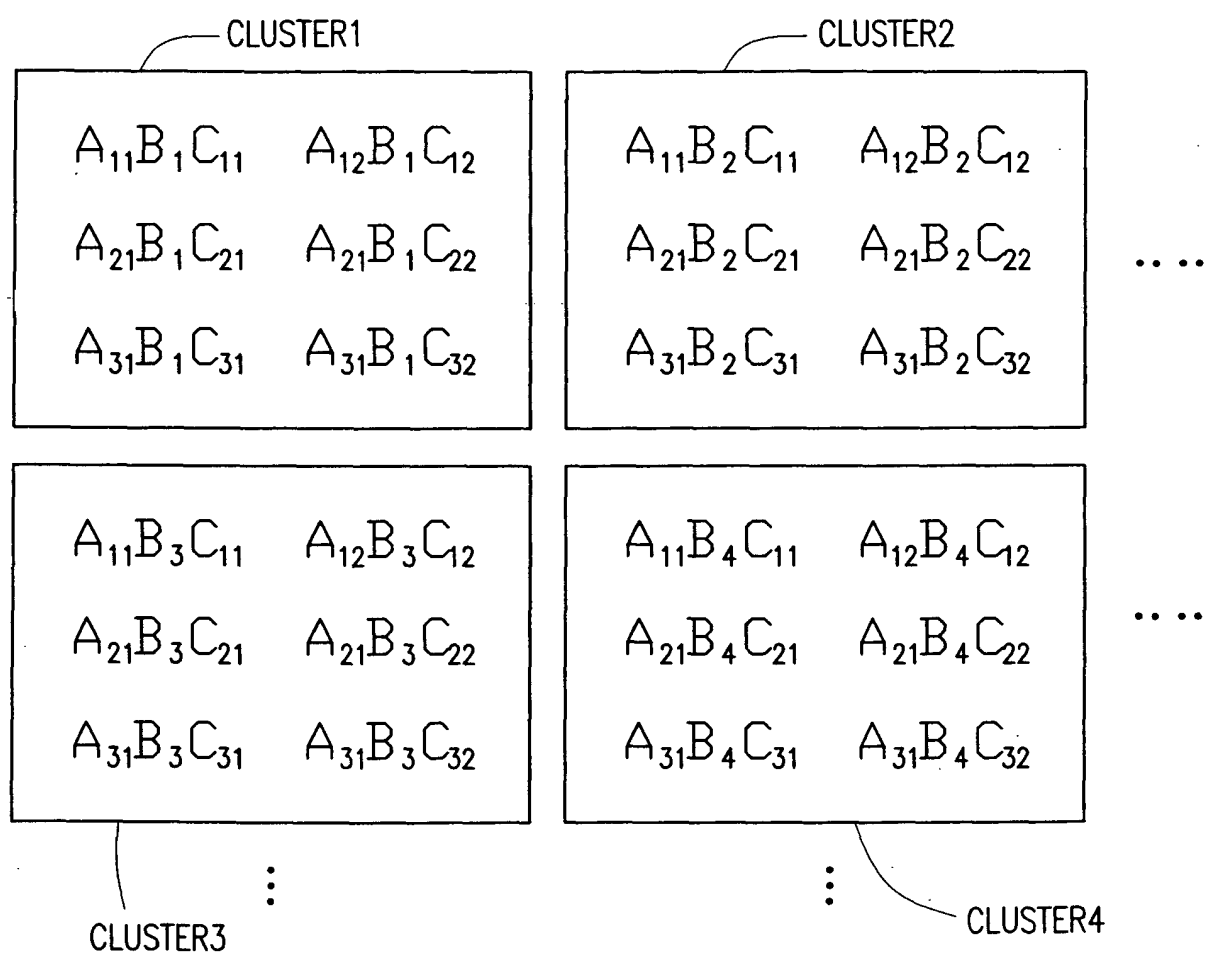 CLUSTER1 CLUSTER2
A₁₁B₁C₁₁ A₁₂B₁C₁₂ A₁₁B₂C₁₁ A₁₂B₂C₁₂
A₂₁B₁C₂₁ A₂₁B₁C₂₂ A₂₁B₂C₂₁ A₂₁B₂C₂₂
A₃₁B₁C₃₁ A₃₁B₁C₃₂ A₃₁B₂C₃₁ A₃₁B₂C₃₂
A₁₁B₃C₁₁ A₁₂B₃C₁₂ A₁₁B₄C₁₁ A₁₂B₄C₁₂
A₂₁B₃C₂₁ A₂₁B₃C₂₂ A₂₁B₄C₂₁ A₂₁B₄C₂₂
A₃₁B₃C₃₁ A₃₁B₃C₃₂ A₃₁B₄C₃₁ A₃₁B₄C₃₂
CLUSTER3 CLUSTER4